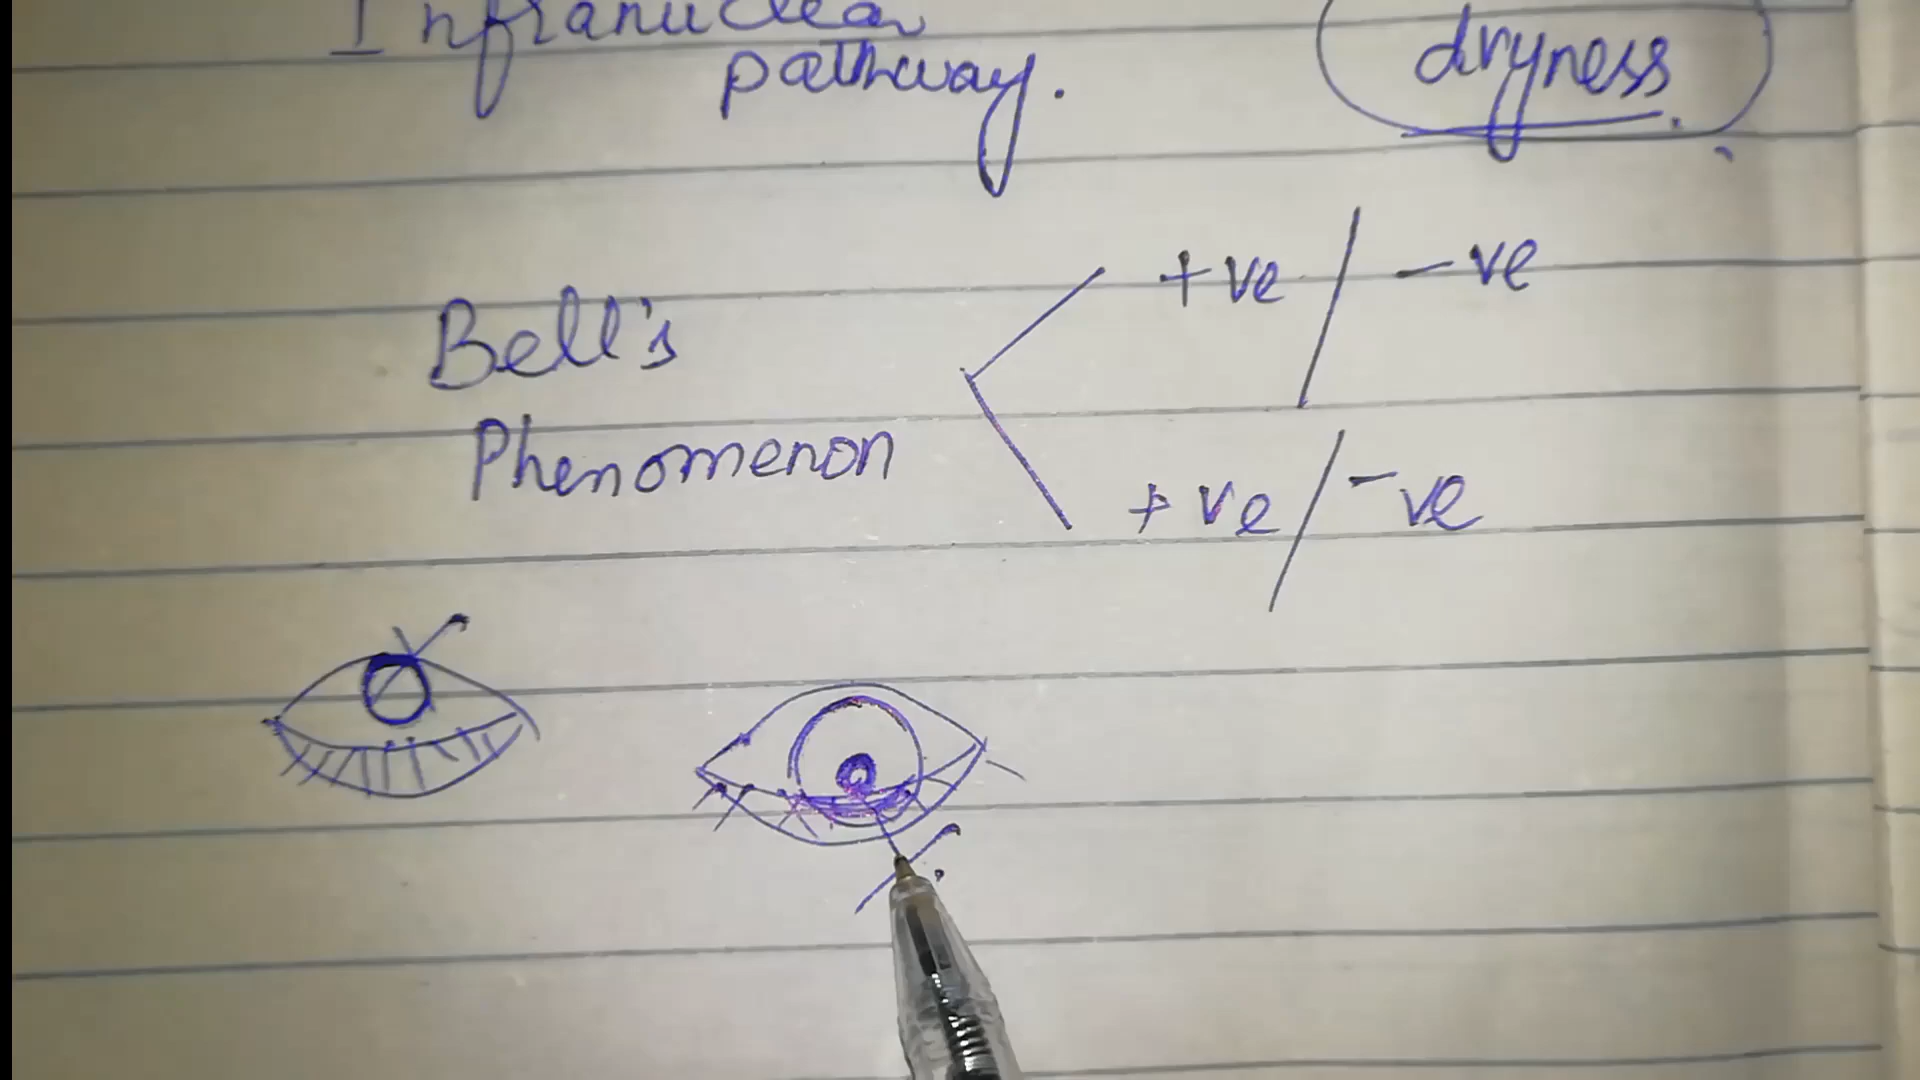 Infranuclear
pathway.
dryness
Bell's
Phenomenon
+ve / -ve
+ve / -ve